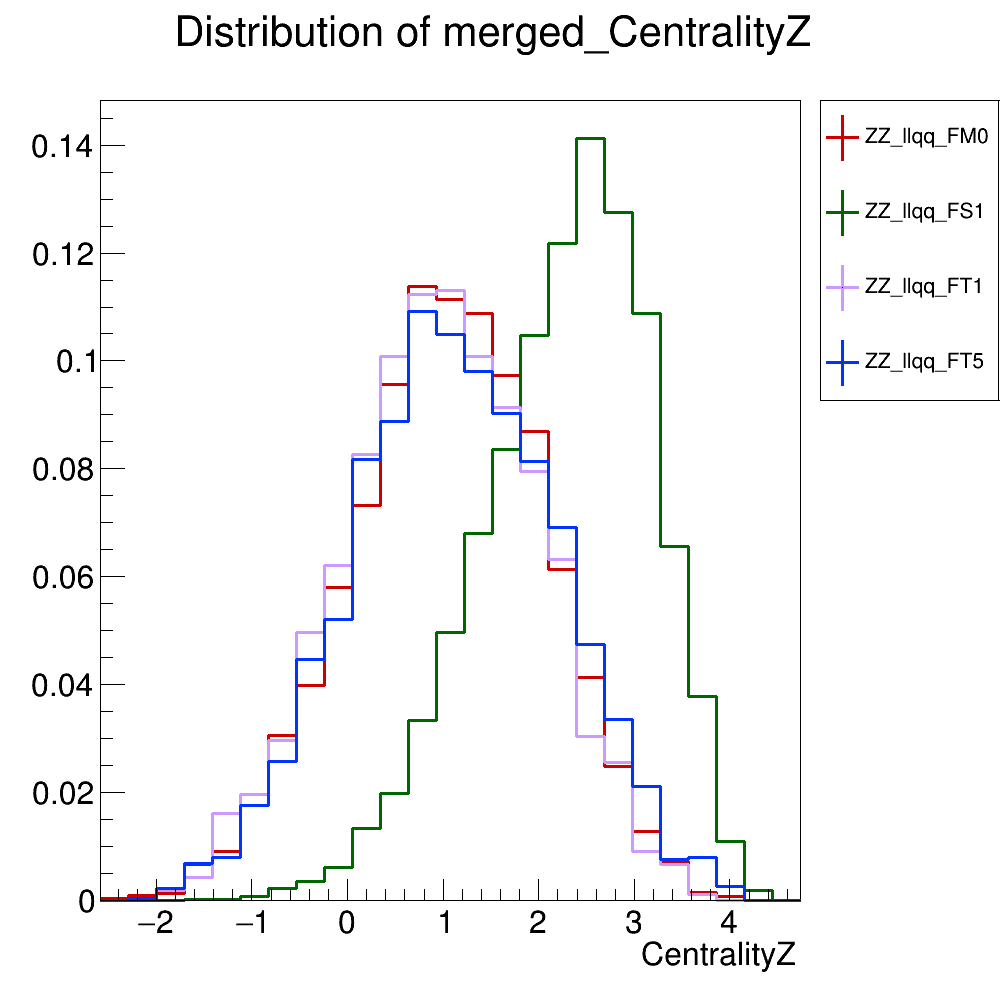 Distribution of merged_CentralityZ
ZZ_llqq_FM0
ZZ_llqq_FS1
ZZ_llqq_FT1
ZZ_llqq_FT5
0.14
0.12
0.1
0.08
0.06
0.04
0.02
0
−2 −1 0 1 2 3 4
CentralityZ